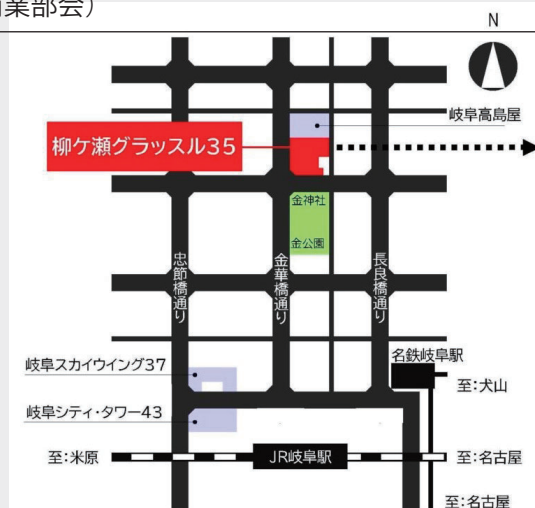 業部会)
N
岐阜高島屋
柳ケ瀬グラッスル35
金神社
金公園
忠節橋通り
金華橋通り
長良橋通り
名鉄岐阜駅
岐阜スカイウイング37
至:犬山
岐阜シティ・タワー43
至:米原
JR岐阜駅
至:名古屋
至:名古屋